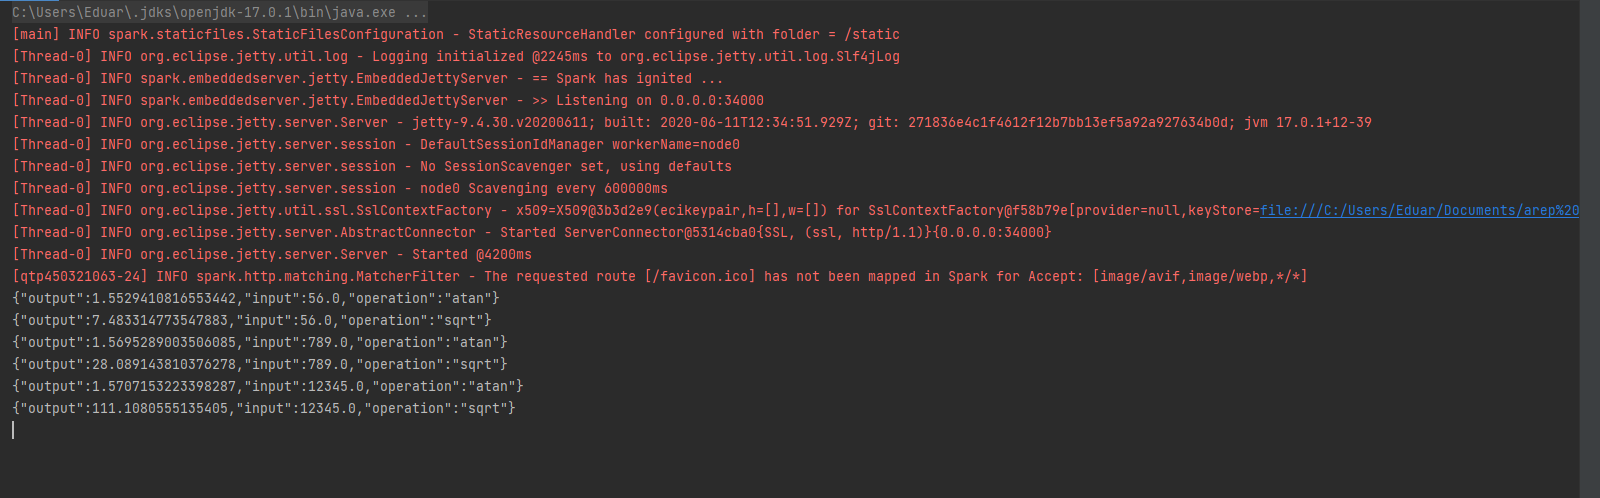 C:\Users\Eduar\.jdks\openjdk-17.0.1\bin\java.exe ...
[main] INFO spark.staticfiles.StaticFilesConfiguration - StaticResourceHandler configured with folder = /static
[Thread-0] INFO org.eclipse.jetty.util.log - Logging initialized @2245ms to org.eclipse.jetty.util.log.Slf4jLog
[Thread-0] INFO spark.embeddedserver.jetty.EmbeddedJettyServer - == Spark has ignited ...
[Thread-0] INFO spark.embeddedserver.jetty.EmbeddedJettyServer - >> Listening on 0.0.0.0:34000
[Thread-0] INFO org.eclipse.jetty.server.Server - jetty-9.4.30.v20200611; built: 2020-06-11T12:34:51.929Z; git: 271836e4c1f4612f12b7bb13ef5a92a927634b0d; jvm 17.0.1+12-39
[Thread-0] INFO org.eclipse.jetty.server.session - DefaultSessionIdManager workerName=node0
[Thread-0] INFO org.eclipse.jetty.server.session - No SessionScavenger set, using defaults
[Thread-0] INFO org.eclipse.jetty.server.session - node0 Scavenging every 600000ms
[Thread-0] INFO org.eclipse.jetty.util.ssl.SslContextFactory - x509=X509@3b3d2e9(ecikeypair,h=[],w=[]) for SslContextFactory@f58b79e[provider=null,keyStore=file:///C:/Users/Eduar/Documents/arep%20
[Thread-0] INFO org.eclipse.jetty.server.AbstractConnector - Started ServerConnector@5314cba0{SSL, (ssl, http/1.1)}{0.0.0.0:34000}
[Thread-0] INFO org.eclipse.jetty.server.Server - Started @4200ms
[qtp450321063-24] INFO spark.http.matching.MatcherFilter - The requested route [/favicon.ico] has not been mapped in Spark for Accept: [image/avif,image/webp,*/*]
{"output":1.5529410816553442,"input":56.0,"operation":"atan"}
{"output":7.483314773547883,"input":56.0,"operation":"sqrt"}
{"output":1.5695289003506085,"input":789.0,"operation":"atan"}
{"output":28.089143810376278,"input":789.0,"operation":"sqrt"}
{"output":1.5707153223398287,"input":12345.0,"operation":"atan"}
{"output":111.1080555135405,"input":12345.0,"operation":"sqrt"}